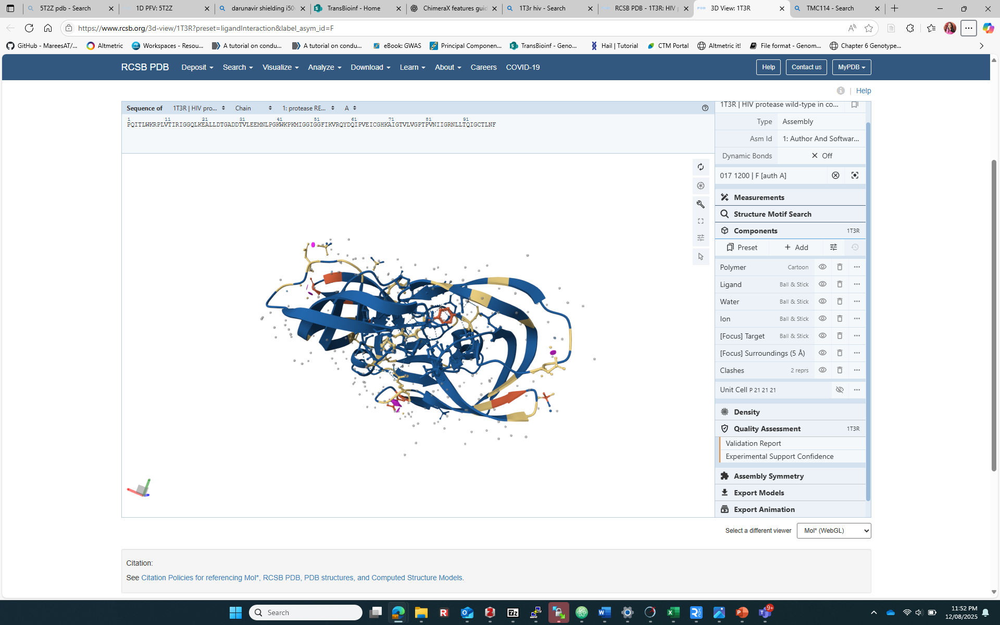 5T2Z pdb - Search
1D PFV: 5T2Z
darunavir shielding i50
TransBioinf - Home
ChimeraX features guid
1T3r hiv - Search
RCSB PDB - 1T3R: HIV p
3D View: 1T3R
TMC114 - Search
https://www.rcsb.org/3d-view/1T3R?preset=ligandInteraction&label_asym_id=F
GitHub - MareesAT/...
Altmetric
Workspaces - Resou...
A tutorial on condu...
A tutorial on condu...
eBook: GWAS
Principal Componen...
TransBioinf - Geno...
Hail | Tutorial
CTM Portal
Altmetric it!
File format - Genom...
Chapter 6 Genotype...
RCSB PDB Deposit Search Visualize Analyze Download Learn About Careers COVID-19 Help Contact us MyPDB
Help
Sequence of 1T3R | HIV pro... Chain 1: protease RE... A
1 11 21 31 41 51 61 71 81 91
PQITLWKRPLVTIRIGGQLKEALLDTGADDTVLEEMNLPGKWKPKMIGGIGGFIKVRQYDQIPVEICGHKAIGTVLVGPTPVNIIGRNLLTQIGCTLNF
1T3R | HIV protease wild-type in co...
Type Assembly
Asm Id 1: Author And Softwar...
Dynamic Bonds Off
017 1200 | F [auth A]
Measurements
Structure Motif Search
Components 1T3R
Preset Add
Polymer Cartoon
Ligand Ball & Stick
Water Ball & Stick
Ion Ball & Stick
[Focus] Target Ball & Stick
[Focus] Surroundings (5 Å)
Clashes 2 reprs
Unit Cell P 21 21 21
Density
Quality Assessment 1T3R
Validation Report
Experimental Support Confidence
Assembly Symmetry
Export Models
Export Animation
Select a different viewer Mol* (WebGL)
Citation:
See Citation Policies for referencing Mol*, RCSB PDB, PDB structures, and Computed Structure Models.
Search
9+
11:52 PM
12/08/2025